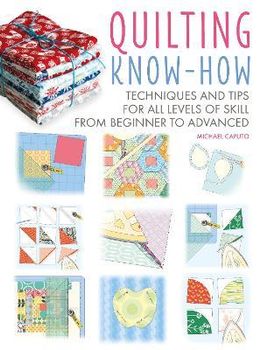 QUILTING
KNOW-HOW
TECHNIQUES AND TIPS
FOR ALL LEVELS OF SKILL
FROM BEGINNER TO ADVANCED
MICHAEL CAPUTO